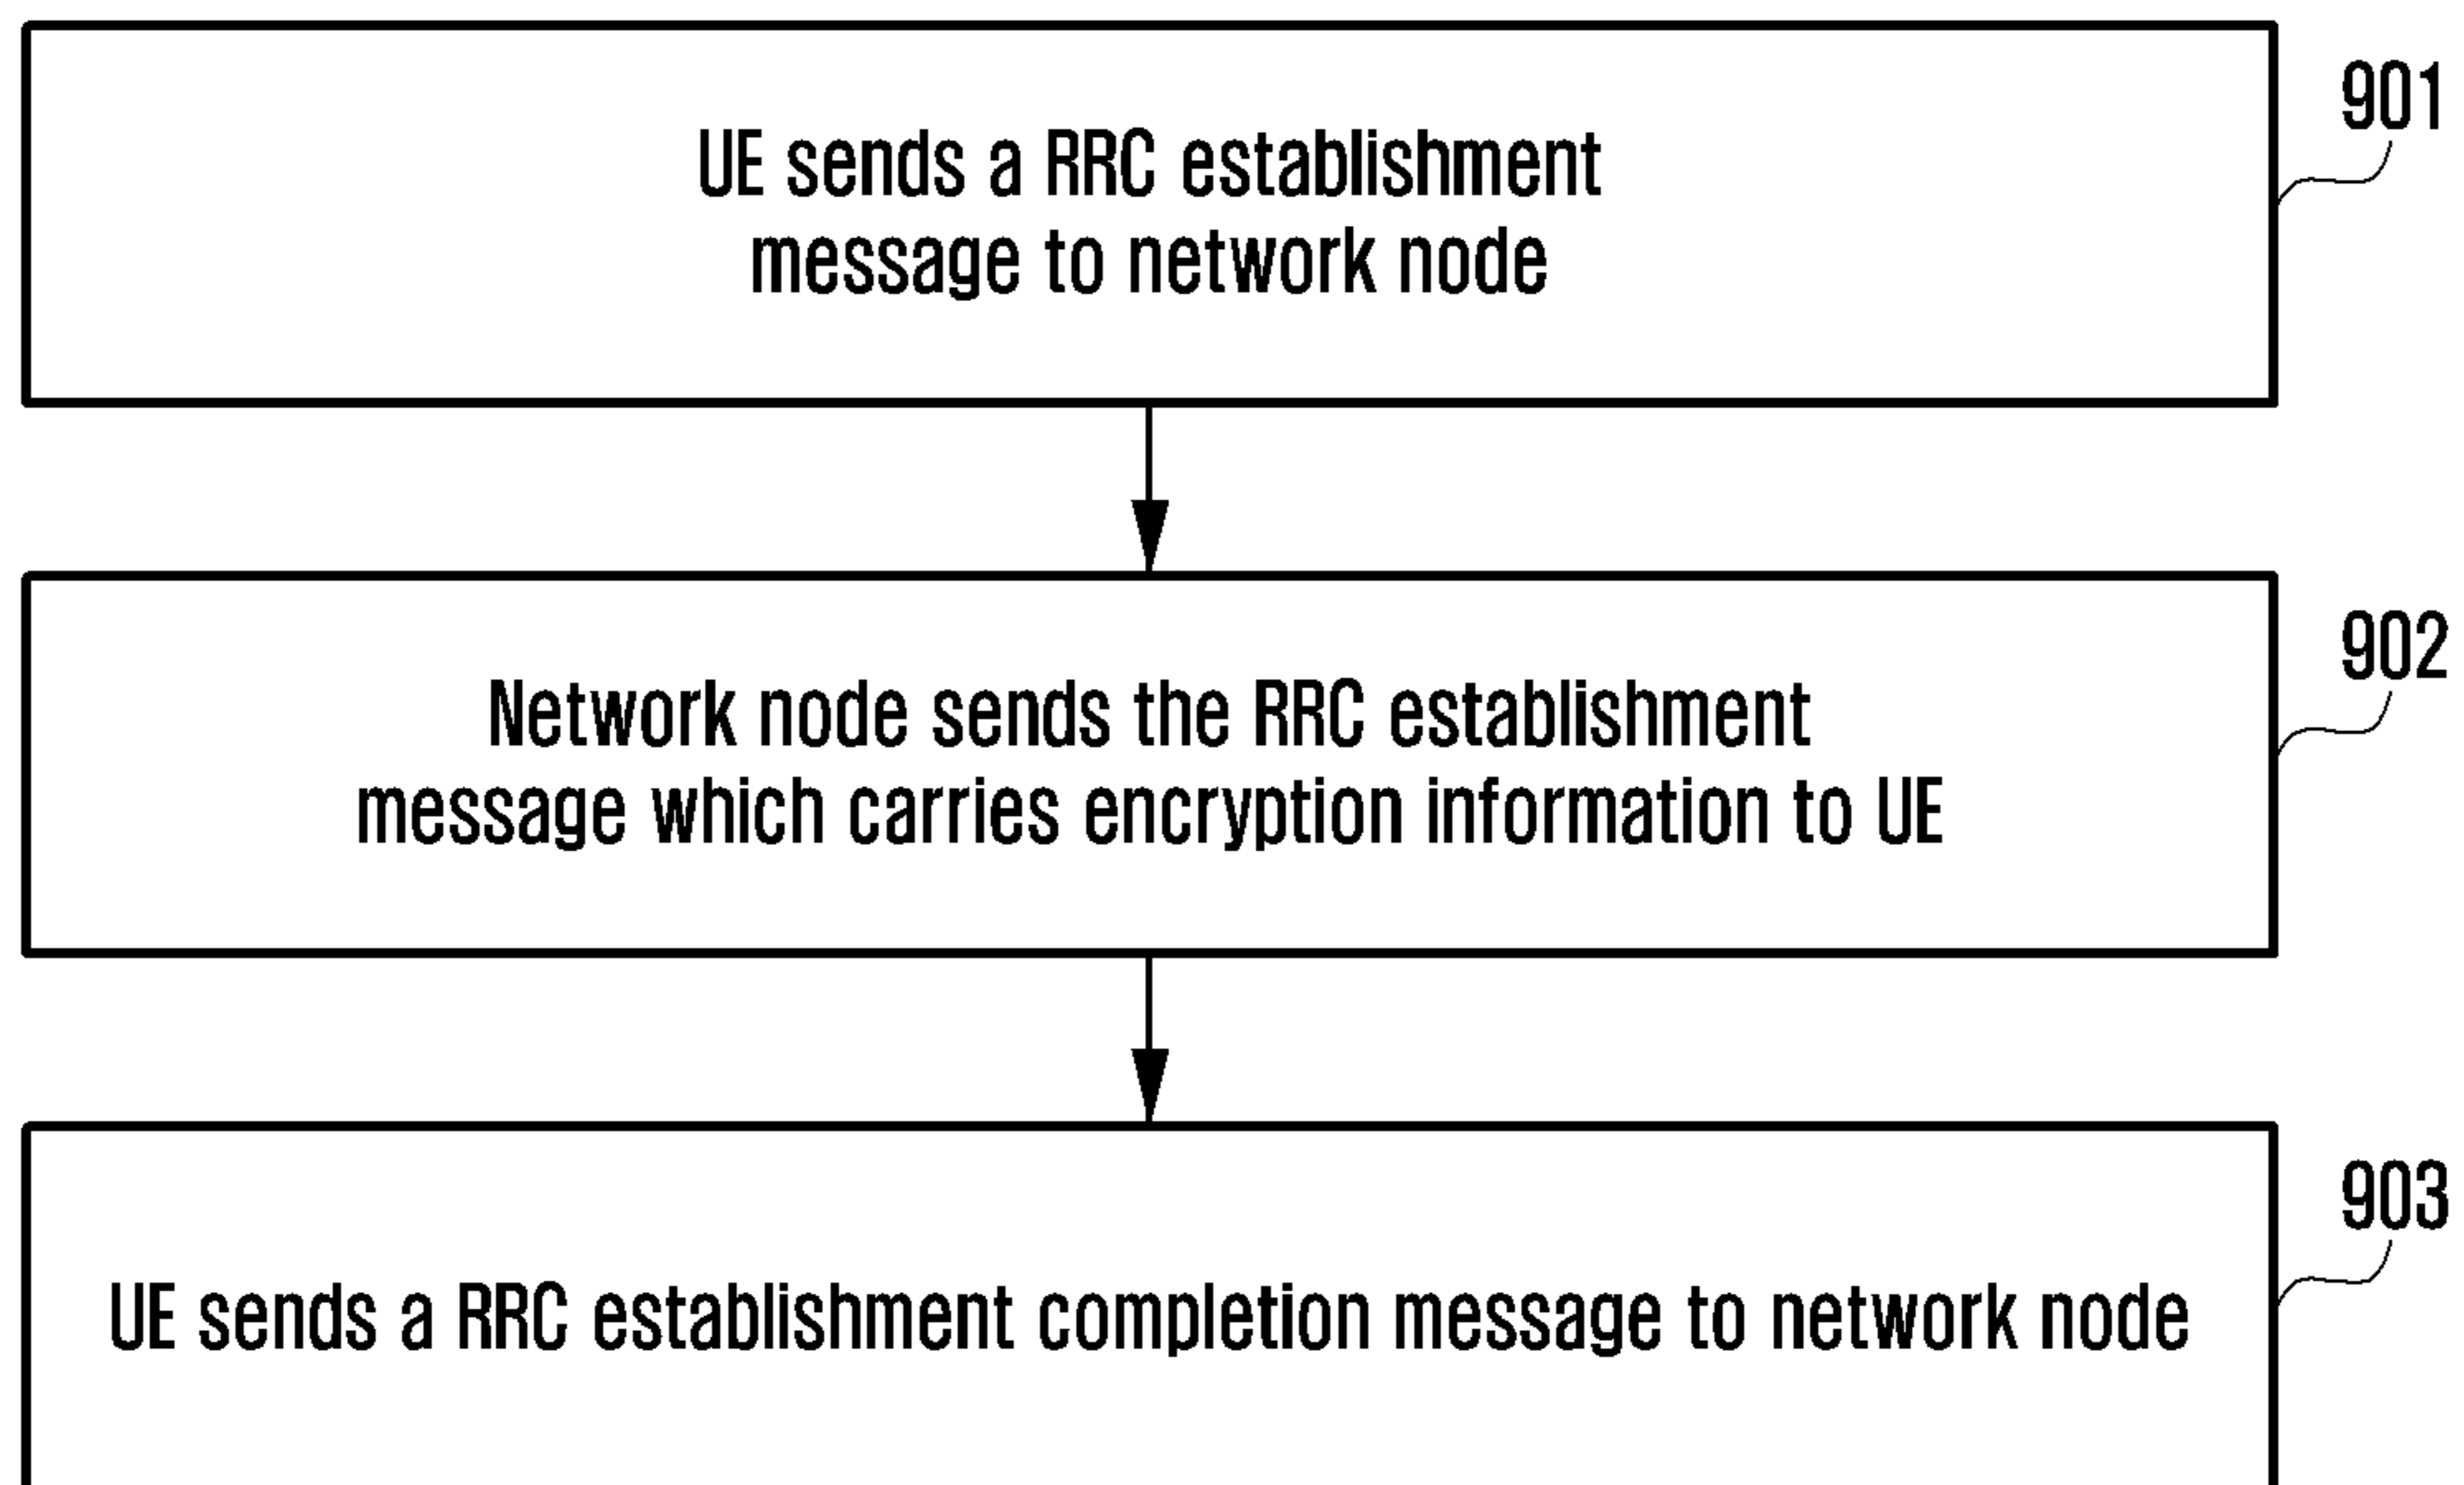 901
UE sends a RRC establishment
message to network node
902
Network node sends the RRC establishment
message which carries encryption information to UE
903
UE sends a RRC establishment completion message to network node